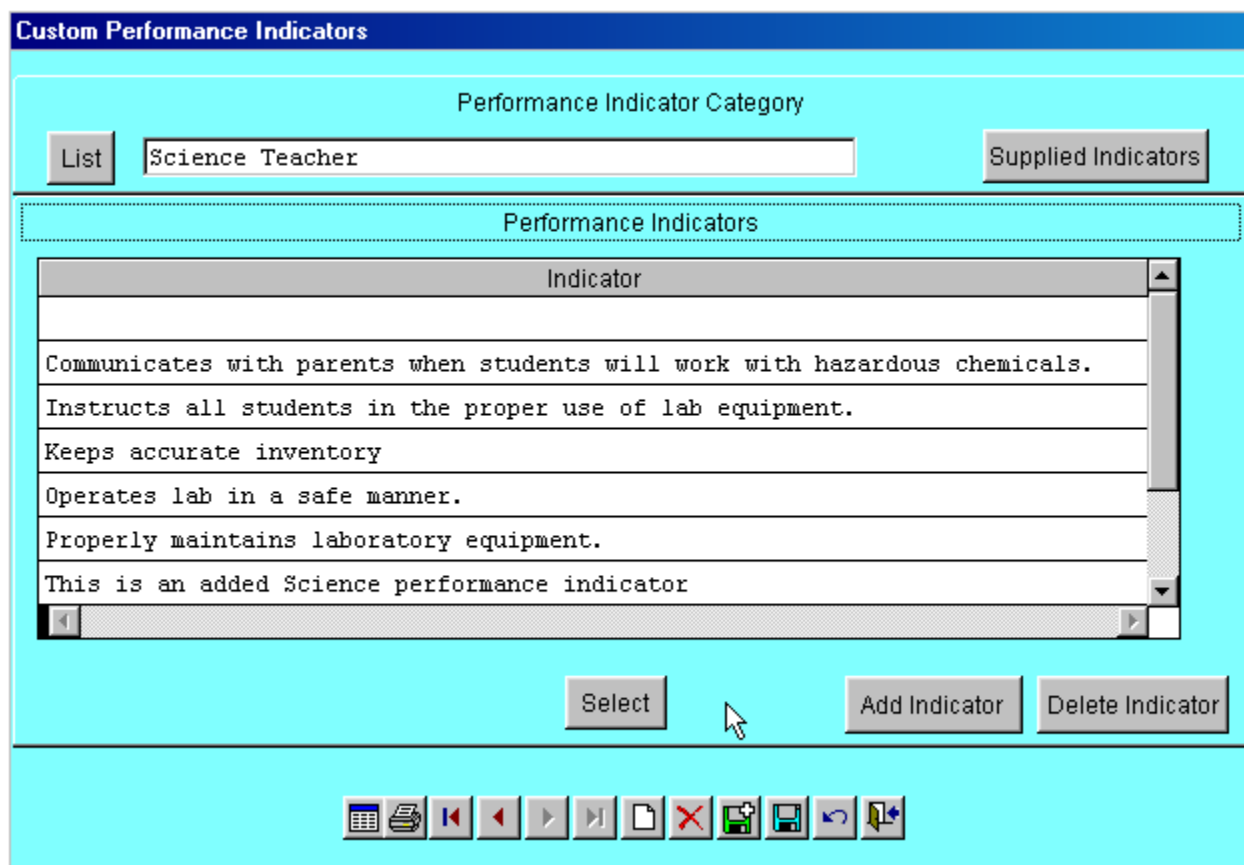 Custom Performance Indicators
Performance Indicator Category
List
Science Teacher
Supplied Indicators
Performance Indicators
Indicator
Communicates with parents when students will work with hazardous chemicals.
Instructs all students in the proper use of lab equipment.
Keeps accurate inventory
Operates lab in a safe manner.
Properly maintains laboratory equipment.
This is an added Science performance indicator
Select
Add Indicator
Delete Indicator